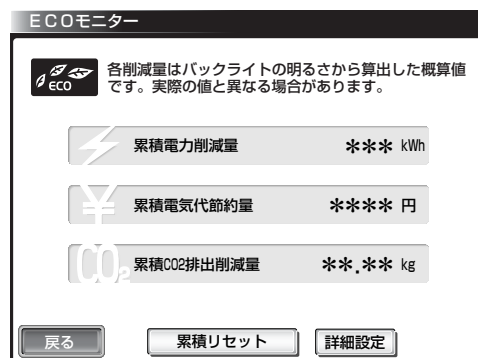 ECOモニター
ECO
各削減量はバックライトの明るさから算出した概算値
です。実際の値と異なる場合があります。
累積電力削減量 *** kWh
¥
累積電気代節約量 **** 円
CO2
累積CO2排出削減量 **.** kg
戻る 累積リセット 詳細設定